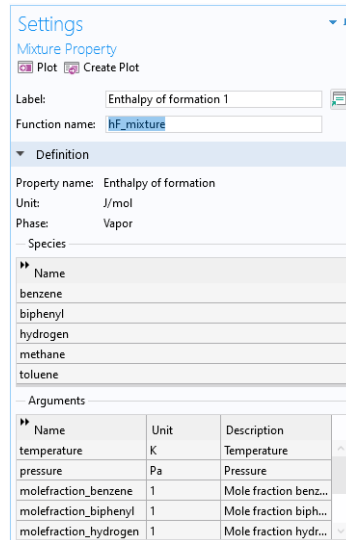 Settings
Mixture Property
Plot Create Plot
Label: Enthalpy of formation 1
Function name: hF_mixture
Definition
Property name: Enthalpy of formation
Unit: J/mol
Phase: Vapor
Species
Name
benzene
biphenyl
hydrogen
methane
toluene
Arguments
Name Unit Description
temperature K Temperature
pressure Pa Pressure
molefraction_benzene 1 Mole fraction benz...
molefraction_biphenyl 1 Mole fraction biph...
molefraction_hydrogen 1 Mole fraction hydr...